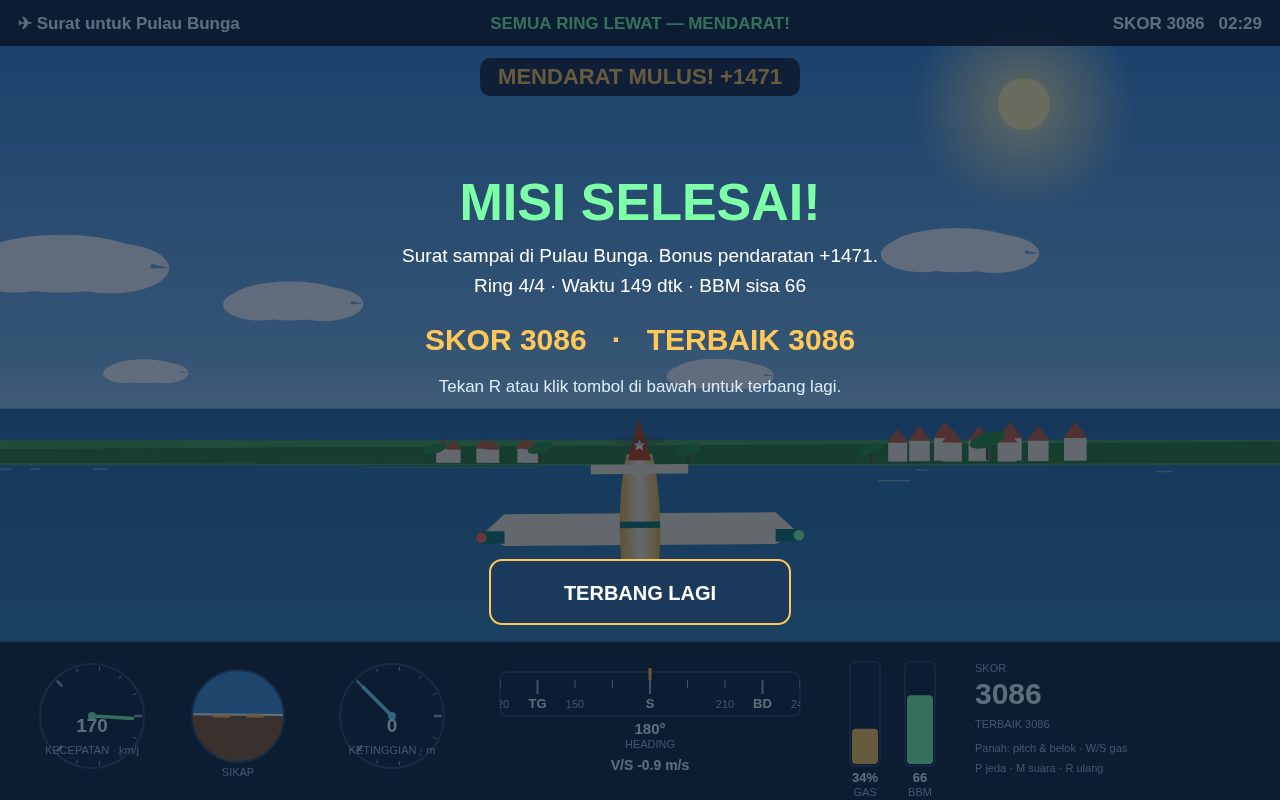 ✈ Surat untuk Pulau Bunga
SEMUA RING LEWAT — MENDARAT!
SKOR 3086 02:29
MENDARAT MULUS! +1471
MISI SELESAI!
Surat sampai di Pulau Bunga. Bonus pendaratan +1471.
Ring 4/4 · Waktu 149 dtk · BBM sisa 66
SKOR 3086 · TERBAIK 3086
Tekan R atau klik tombol di bawah untuk terbang lagi.
TERBANG LAGI
170
KECEPATAN · km/j
SIKAP
0
KETINGGIAN · m
20 TG 150 S 210 BD 24
180°
HEADING
V/S -0.9 m/s
34%
GAS
66
BBM
SKOR
3086
TERBAIK 3086
Panah: pitch & belok · W/S gas
P jeda · M suara · R ulang